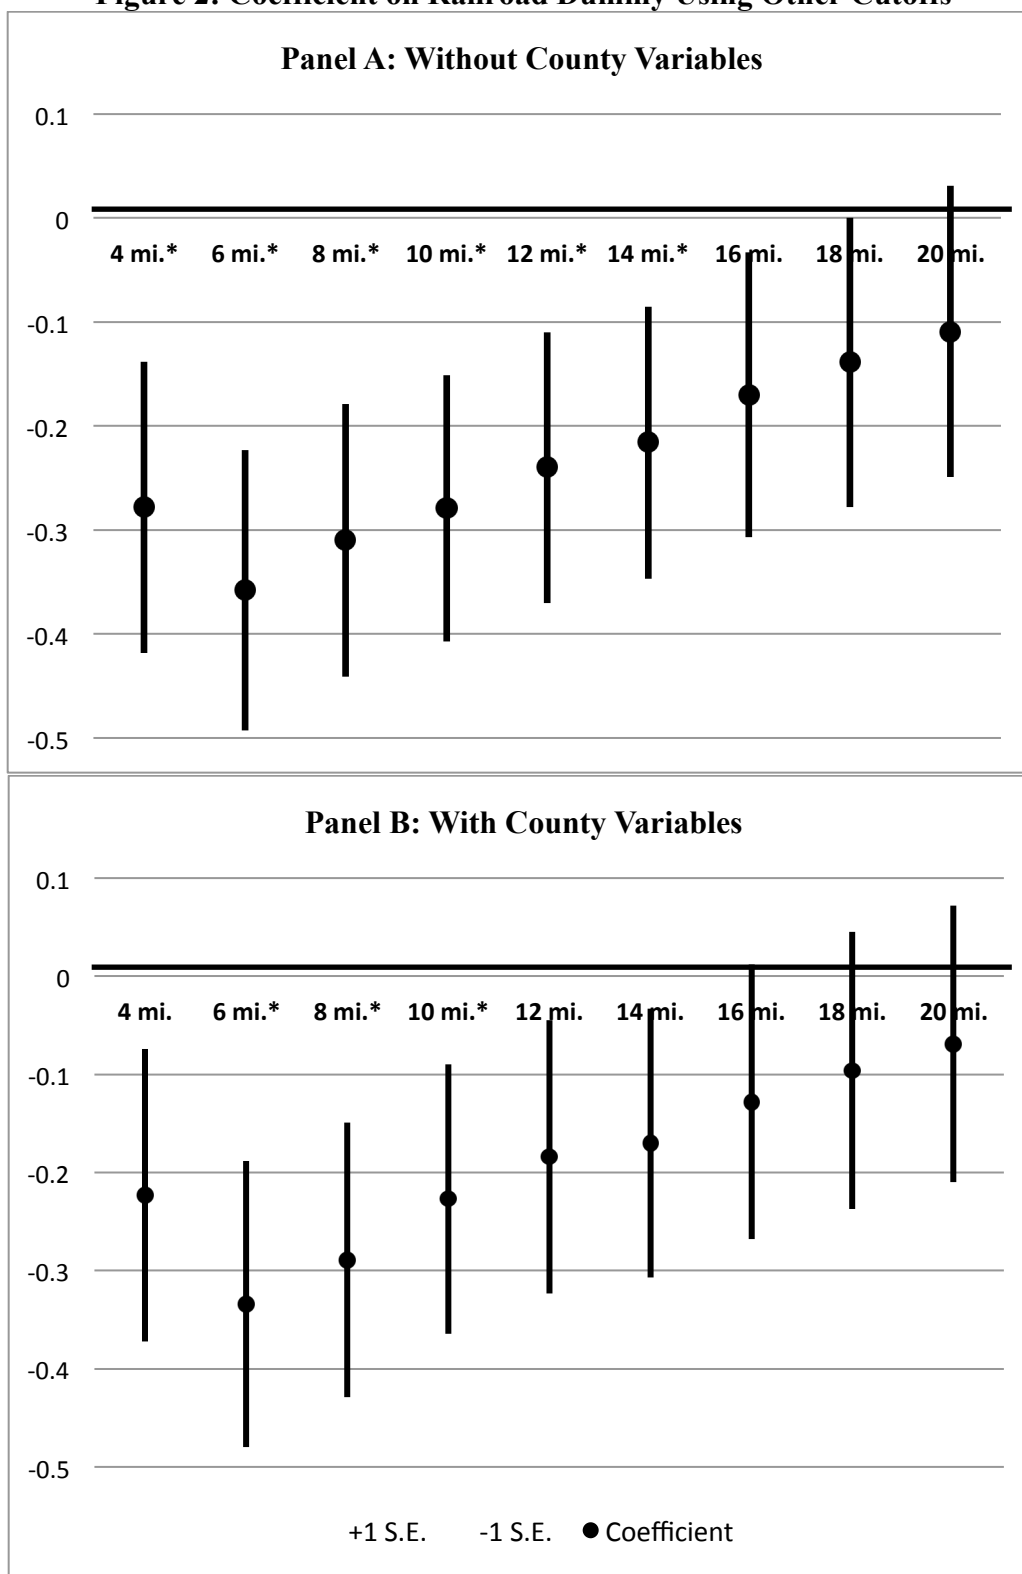 Figure 2: Coefficient on Railroad Dummy Using Other Cutoffs
Panel A: Without County Variables
0.1
0
4 mi.* 6 mi.* 8 mi.* 10 mi.* 12 mi.* 14 mi.* 16 mi. 18 mi. 20 mi.
-0.1
-0.2
-0.3
-0.4
-0.5
Panel B: With County Variables
0.1
0
4 mi. 6 mi.* 8 mi.* 10 mi.* 12 mi. 14 mi. 16 mi. 18 mi. 20 mi.
-0.1
-0.2
-0.3
-0.4
-0.5
+1 S.E. -1 S.E. Coefficient